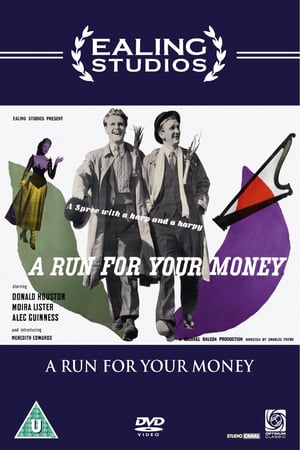 EALING
STUDIOS
EALING STUDIOS PRESENT
A Spree with a harp and a harpy
A RUN FOR YOUR MONEY
starring
DONALD HOUSTON
MOIRA LISTER
ALEC GUINNESS
and introducing
MEREDITH EDWARDS
A MICHAEL BALCON PRODUCTION DIRECTED BY CHARLES FREND
A RUN FOR YOUR MONEY
U
DVD
VIDEO
STUDIO CANAL
OPTIMUM
CLASSIC